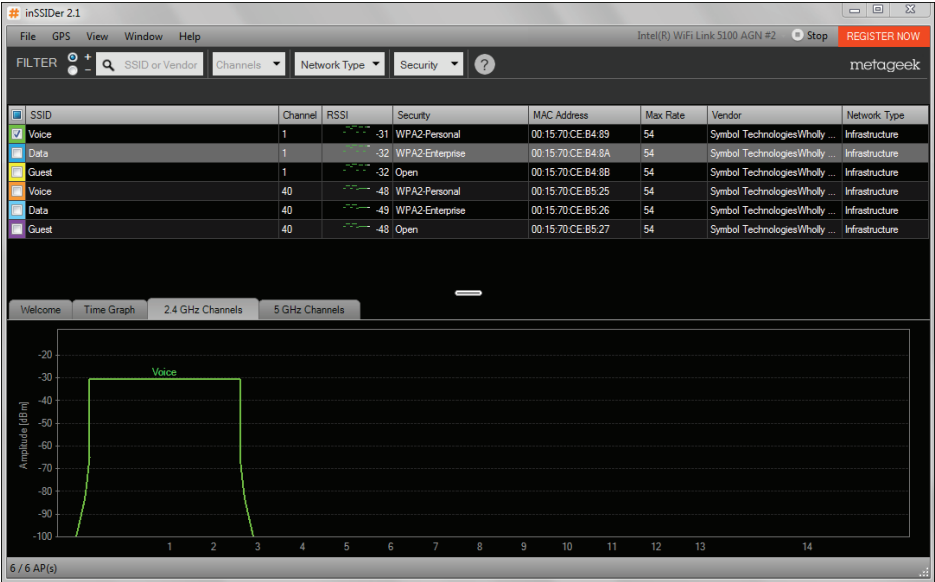 inSSIDer 2.1
File GPS View Window Help Intel(R) WiFi Link 5100 AGN #2 Stop REGISTER NOW
FILTER + - SSID or Vendor Channels Network Type Security ? metageek
SSID Channel RSSI Security MAC Address Max Rate Vendor Network Type
Voice 1 -31 WPA2-Personal 00:15:70:CE:B4:89 54 Symbol TechnologiesWholly ... Infrastructure
Data 1 -32 WPA2-Enterprise 00:15:70:CE:B4:8A 54 Symbol TechnologiesWholly ... Infrastructure
Guest 1 -32 Open 00:15:70:CE:B4:8B 54 Symbol TechnologiesWholly ... Infrastructure
Voice 40 -48 WPA2-Personal 00:15:70:CE:B5:25 54 Symbol TechnologiesWholly ... Infrastructure
Data 40 -49 WPA2-Enterprise 00:15:70:CE:B5:26 54 Symbol TechnologiesWholly ... Infrastructure
Guest 40 -48 Open 00:15:70:CE:B5:27 54 Symbol TechnologiesWholly ... Infrastructure
Welcome Time Graph 2.4 GHz Channels 5 GHz Channels
Amplitude [dBm]
-20
Voice
-30
-40
-50
-60
-70
-80
-90
-100
1 2 3 4 5 6 7 8 9 10 11 12 13 14
6 / 6 AP(s)